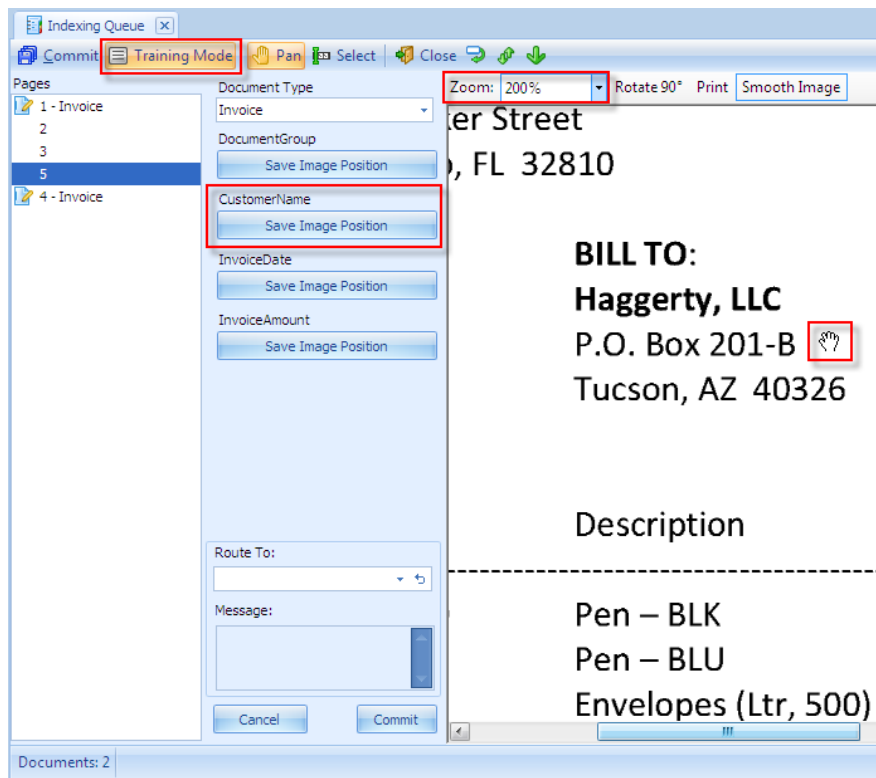 Indexing Queue
Commit Training Mode Pan Select Close
Pages
1 - Invoice
2
3
5
4 - Invoice
Document Type
Invoice
DocumentGroup
Save Image Position
CustomerName
Save Image Position
InvoiceDate
Save Image Position
InvoiceAmount
Save Image Position
Route To:
Message:
Cancel Commit
Zoom: 200% Rotate 90° Print Smooth Image
ker Street
, FL 32810
BILL TO:
Haggerty, LLC
P.O. Box 201-B
Tucson, AZ 40326
Description
Pen – BLK
Pen – BLU
Envelopes (Ltr, 500)
Documents: 2